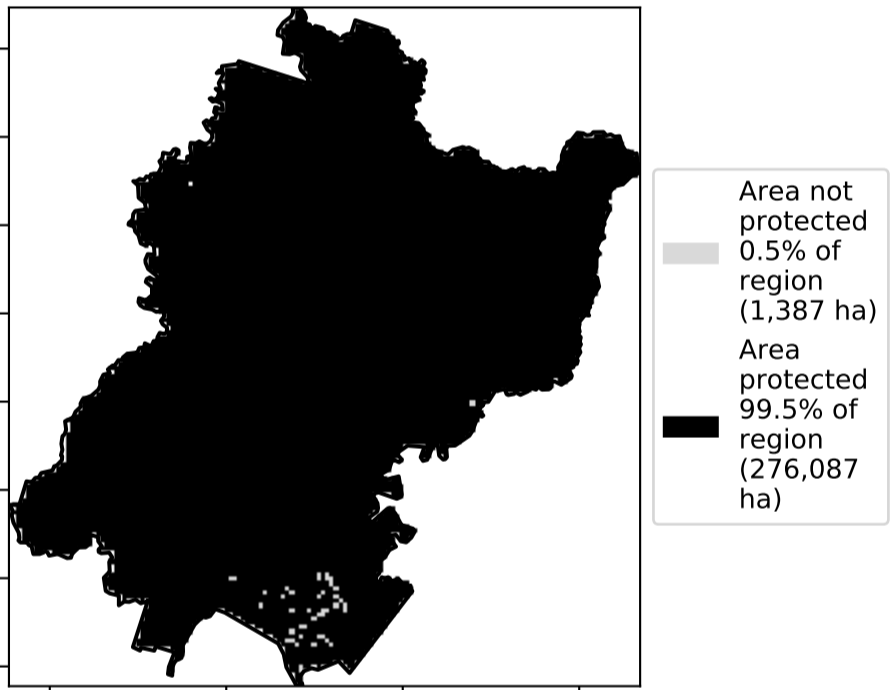 Area not
protected
0.5% of
region
(1,387 ha)
Area
protected
99.5% of
region
(276,087
ha)